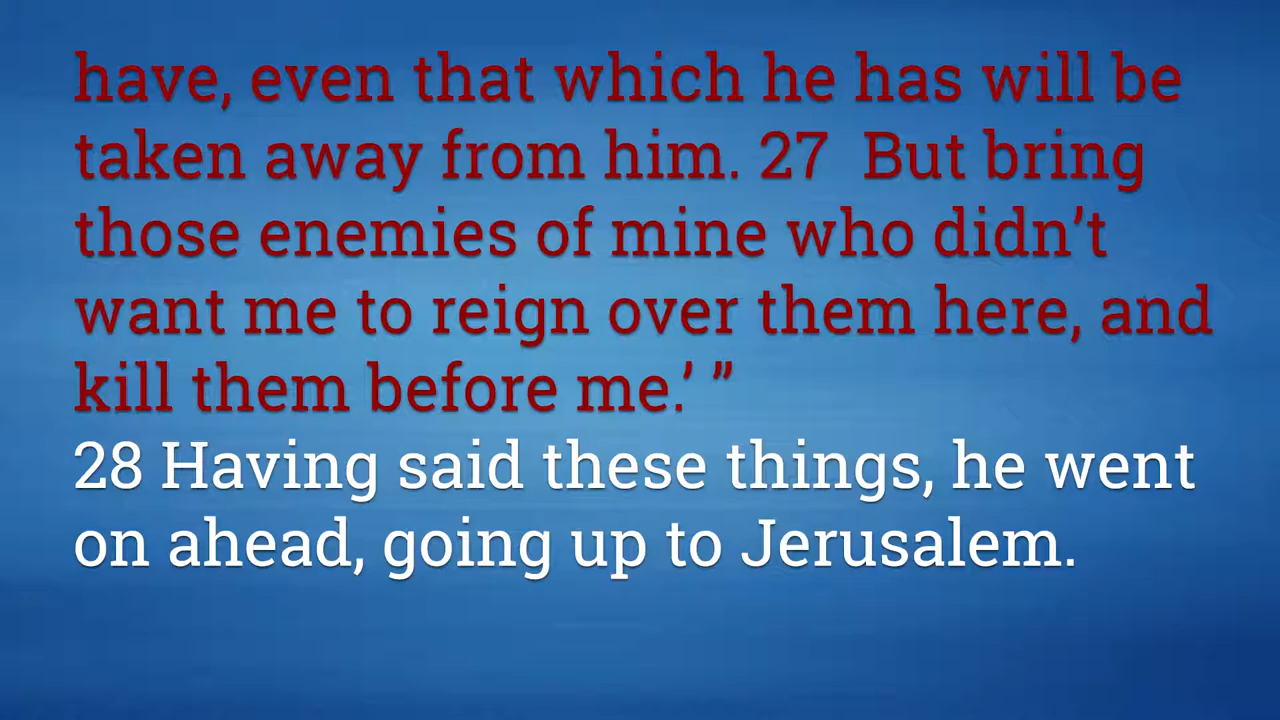 have, even that which he has will be
taken away from him. 27  But bring
those enemies of mine who didn’t
want me to reign over them here, and
kill them before me.’ ”
28 Having said these things, he went
on ahead, going up to Jerusalem.